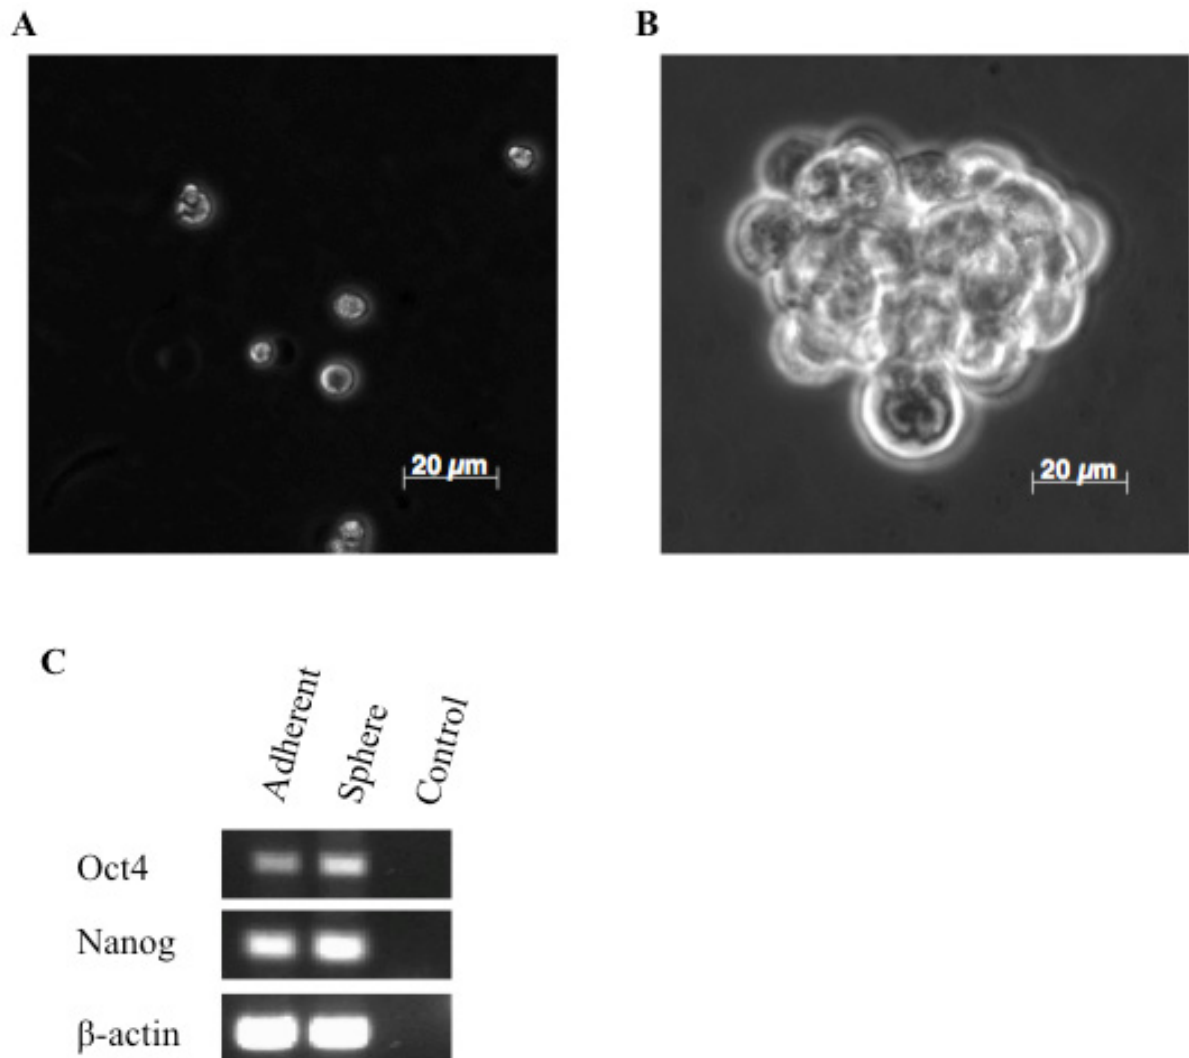 A
B
20 µm
20 µm
C
Adherent
Sphere
Control
Oct4
Nanog
β-actin